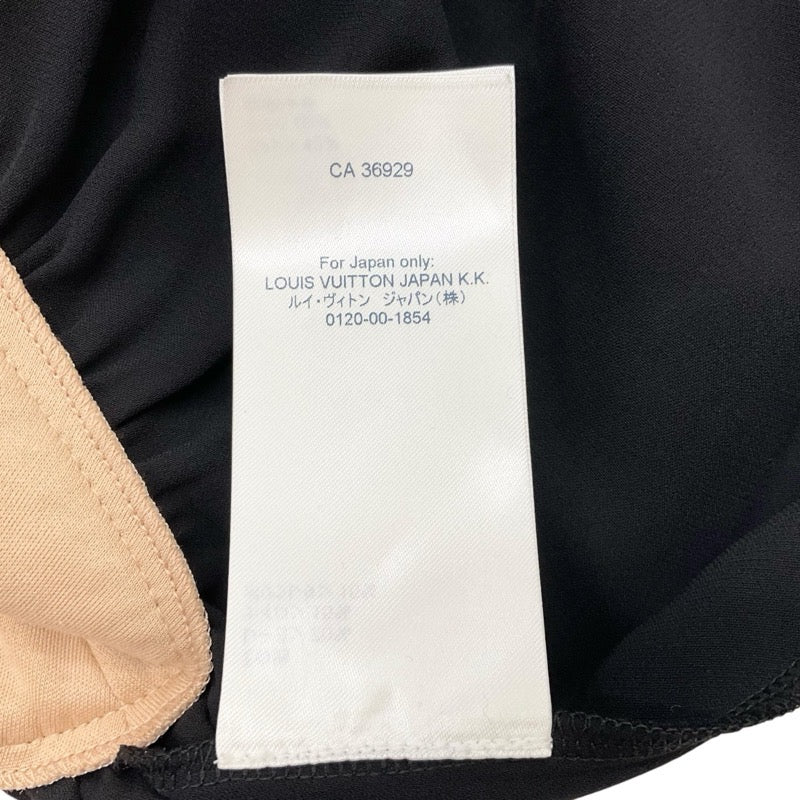 CA 36929
For Japan only:
LOUIS VUITTON JAPAN K.K.
ルイ・ヴィトン ジャパン(株)
0120-00-1854